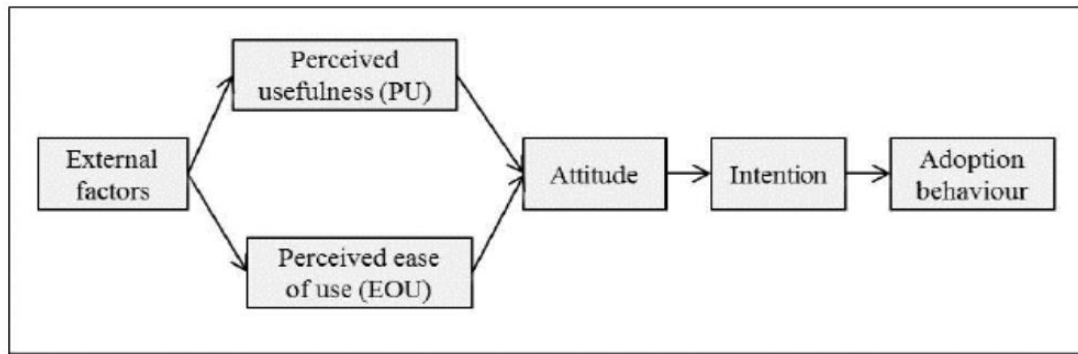 Perceived
usefulness (PU)
External
factors
Perceived ease
of use (EOU)
Attitude
Intention
Adoption
behaviour